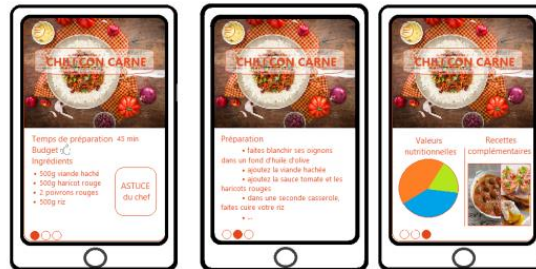 CHILI CON CARNE
Temps de préparation 45 min
Budget
Ingrédients
• 500g viande haché
• 500g haricot rouge
• 2 poivrons rouges
• 500g riz
ASTUCE
du chef
CHILI CON CARNE
Préparation
• faites blanchir ses oignons
dans un fond d'huile d'olive
• ajoutez la viande hachée
• ajoutez la sauce tomate et les
haricots rouges
• dans une seconde sasserole,
faites cuire votre riz
• ...
CHILI CON CARNE
Valeurs
nutritionnelles
Recettes
complémentaires